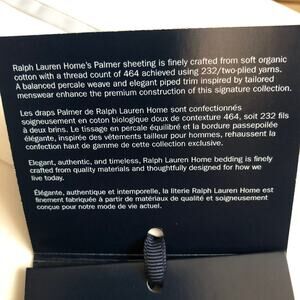 Ralph Lauren Home's Palmer sheeting is finely crafted from soft organic
cotton with a thread count of 464 achieved using 232/two-plied yarns.
A balanced percale weave and elegant piped trim inspired by tailored
menswear enhance the premium construction of this signature collection.
Les draps Palmer de Ralph Lauren Home sont confectionnés
soigneusement en coton biologique doux de contexture 464, soit 232 fils
à deux brins. Le tissage en percale équilibré et la bordure passepoilée
élégante, inspirée des vêtements tailleur pour hommes, rehaussent la
confection haut de gamme de cette collection exclusive.
Elegant, authentic, and timeless, Ralph Lauren Home bedding is finely
crafted from quality materials and thoughtfully designed for how we
live today.
Élégante, authentique et intemporelle, la literie Ralph Lauren Home est
finement fabriquée à partir de matériaux de qualité et soigneusement
conçue pour notre mode de vie actuel.